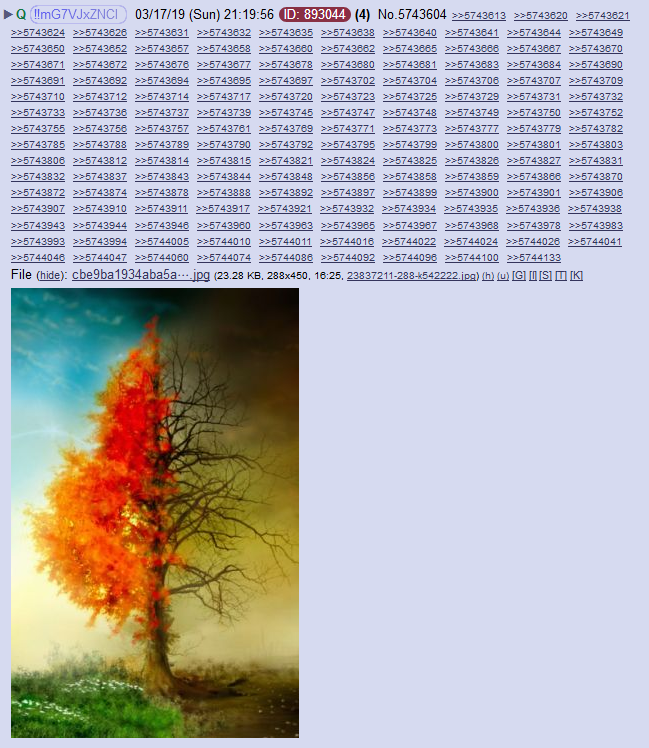 ▶ Q !!mG7VJxZNCI 03/17/19 (Sun) 21:19:56 ID: 893044 (4) No.5743604 >>5743613 >>5743620 >>5743621
>>5743624 >>5743626 >>5743631 >>5743632 >>5743635 >>5743638 >>5743640 >>5743641 >>5743644 >>5743649
>>5743650 >>5743652 >>5743657 >>5743658 >>5743660 >>5743662 >>5743665 >>5743666 >>5743667 >>5743670
>>5743671 >>5743672 >>5743676 >>5743677 >>5743678 >>5743680 >>5743681 >>5743683 >>5743684 >>5743690
>>5743691 >>5743692 >>5743694 >>5743695 >>5743697 >>5743702 >>5743704 >>5743706 >>5743707 >>5743709
>>5743710 >>5743712 >>5743714 >>5743717 >>5743720 >>5743723 >>5743725 >>5743729 >>5743731 >>5743732
>>5743733 >>5743736 >>5743737 >>5743739 >>5743745 >>5743747 >>5743748 >>5743749 >>5743750 >>5743752
>>5743755 >>5743756 >>5743757 >>5743761 >>5743769 >>5743771 >>5743773 >>5743777 >>5743779 >>5743782
>>5743785 >>5743788 >>5743789 >>5743790 >>5743792 >>5743795 >>5743799 >>5743800 >>5743801 >>5743803
>>5743806 >>5743812 >>5743814 >>5743815 >>5743821 >>5743824 >>5743825 >>5743826 >>5743827 >>5743831
>>5743832 >>5743837 >>5743843 >>5743844 >>5743848 >>5743856 >>5743858 >>5743859 >>5743866 >>5743870
>>5743872 >>5743874 >>5743878 >>5743888 >>5743892 >>5743897 >>5743899 >>5743900 >>5743901 >>5743906
>>5743907 >>5743910 >>5743911 >>5743917 >>5743921 >>5743932 >>5743934 >>5743935 >>5743936 >>5743938
>>5743943 >>5743944 >>5743946 >>5743960 >>5743963 >>5743965 >>5743967 >>5743968 >>5743978 >>5743983
>>5743993 >>5743994 >>5744005 >>5744010 >>5744011 >>5744016 >>5744022 >>5744024 >>5744026 >>5744041
>>5744046 >>5744047 >>5744060 >>5744074 >>5744086 >>5744092 >>5744096 >>5744100 >>5744133
File (hide): cbe9ba1934aba5a⋯.jpg (23.28 KB, 288x450, 16:25, 23837211-288-k542222.jpg) (h) (u) [G] [I] [S] [T] [K]